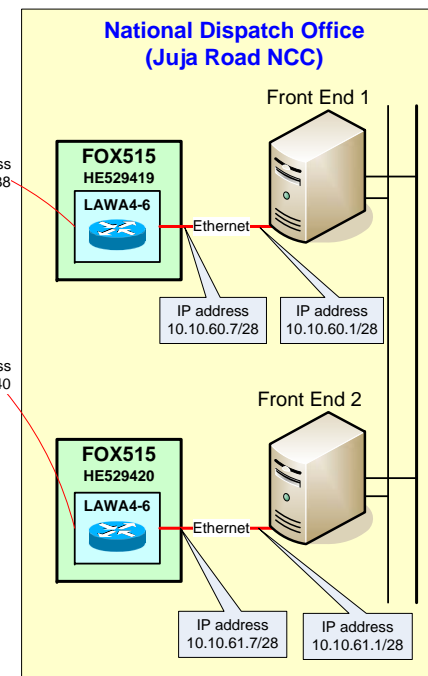 National Dispatch Office
(Juja Road NCC)
Front End 1
FOX515
HE529419
LAWA4-6
Ethernet
IP address
10.10.60.7/28
IP address
10.10.60.1/28
Front End 2
FOX515
HE529420
LAWA4-6
Ethernet
IP address
10.10.61.7/28
IP address
10.10.61.1/28